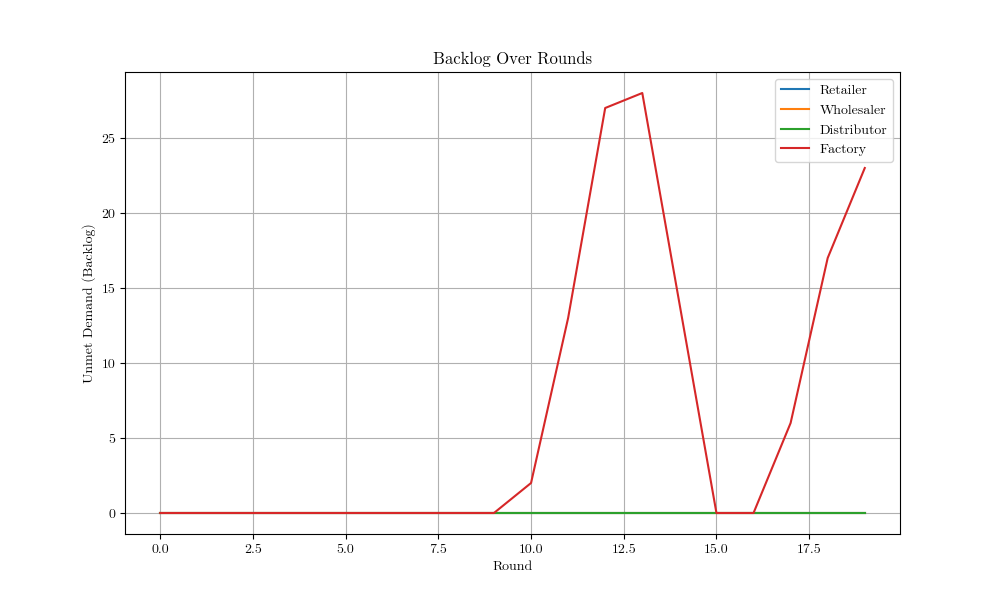 Backlog Over Rounds
Retailer
Wholesaler
Distributor
Factory
Unmet Demand (Backlog)
25
20
15
10
5
0
0.0 2.5 5.0 7.5 10.0 12.5 15.0 17.5
Round